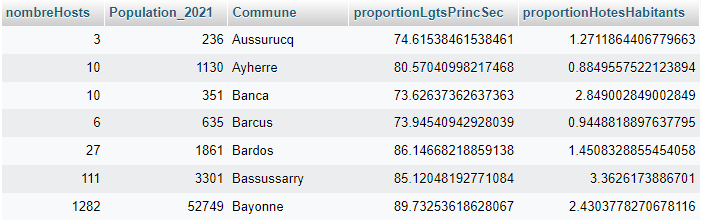 nombreHosts Population_2021 Commune proportionLgtsPrincSec proportionHotesHabitants
3 236 Aussurucq 74.61538461538461 1.2711864406779663
10 1130 Ayherre 80.57040998217468 0.8849557522123894
10 351 Banca 73.62637362637363 2.849002849002849
6 635 Barcus 73.94540942928039 0.9448818897637795
27 1861 Bardos 86.14668218859138 1.4508328855454058
111 3301 Bassussarry 85.12048192771084 3.3626173886701
1282 52749 Bayonne 89.73253618628067 2.4303778270678116